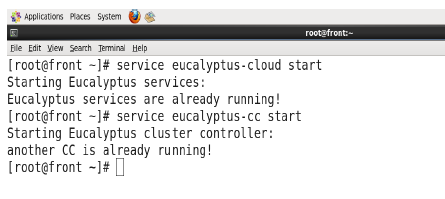 Applications Places System
root@front:~
File Edit View Search Terminal Help
[root@front ~]# service eucalyptus-cloud start
Starting Eucalyptus services:
Eucalyptus services are already running!
[root@front ~]# service eucalyptus-cc start
Starting Eucalyptus cluster controller:
another CC is already running!
[root@front ~]#